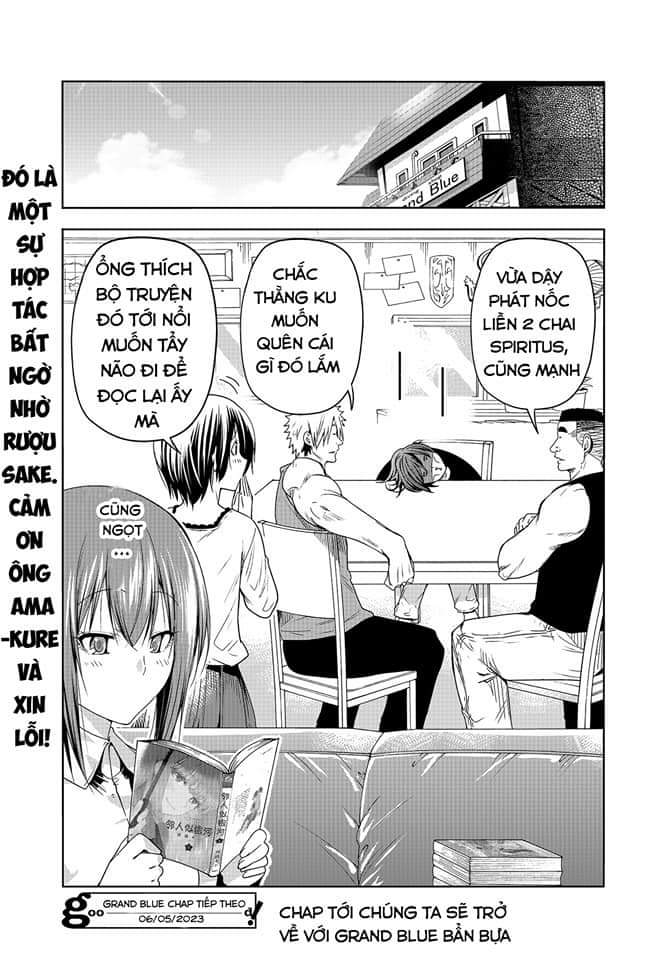 Grand Blue
ĐÓ LÀ
MỘT
SỰ
HỢP
TÁC
BẤT
NGỜ
NHỜ
RƯỢU
SAKE.
CẢM
ƠN
ÔNG
AMA
-KURE
VÀ
XIN
LỖI!
VỪA DẬY
PHÁT NỐC
LIỀN 2 CHAI
SPIRITUS,
CŨNG MẠNH
CHẮC
THẰNG KU
MUỐN
QUÊN CÁI
GÌ ĐÓ LẮM
ỔNG THÍCH
BỘ TRUYỆN
ĐÓ TỚI NỔI
MUỐN TẨY
NÃO ĐI ĐỂ
ĐỌC LẠI ẤY
MÀ
CŨNG
NGỌT
...
goo d!
GRAND BLUE CHAP TIẾP THEO
06/05/2023
CHAP TỚI CHÚNG TA SẼ TRỞ
VỀ VỚI GRAND BLUE BẨN BỰA